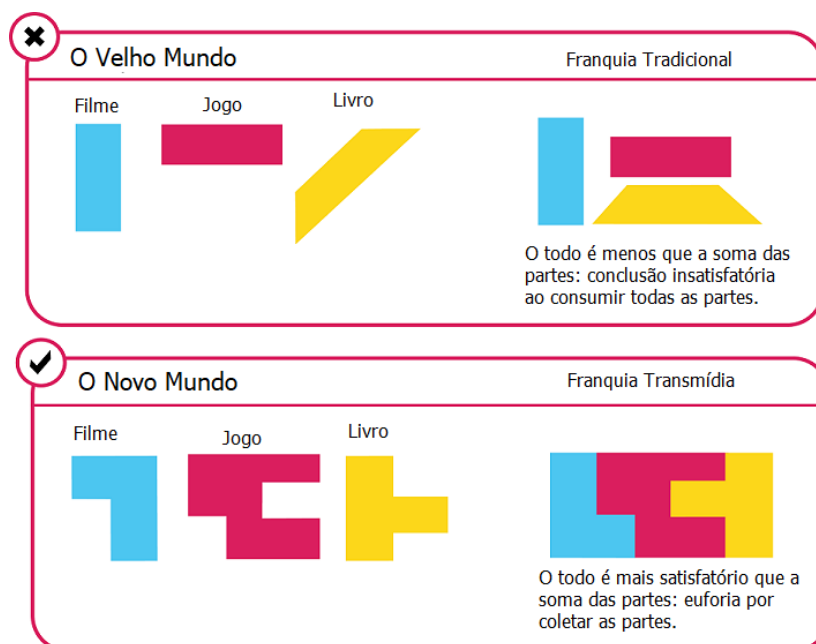 O Velho Mundo
Franquia Tradicional
Filme
Jogo
Livro
O todo é menos que a soma das
partes: conclusão insatisfatória
ao consumir todas as partes.
O Novo Mundo
Franquia Transmídia
Filme
Jogo
Livro
O todo é mais satisfatório que a
soma das partes: euforia por
coletar as partes.